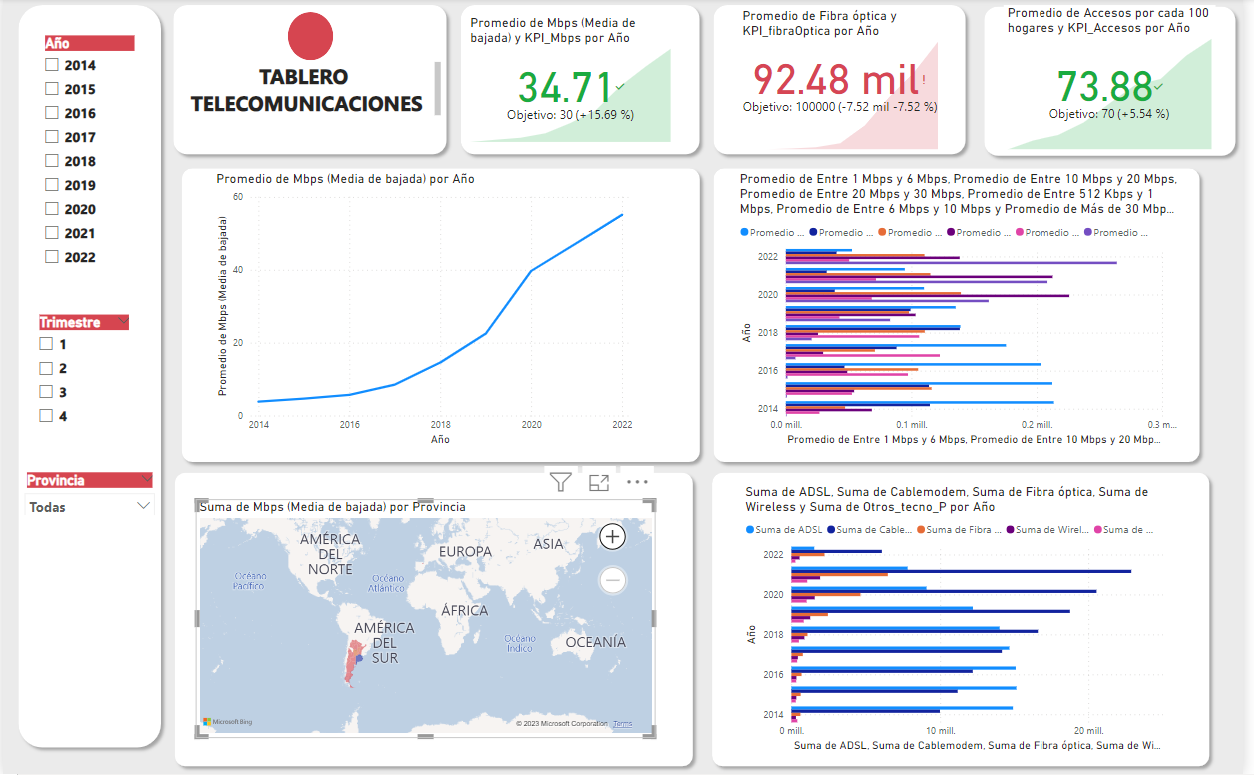 Año
2014
2015
2016
2017
2018
2019
2020
2021
2022
Trimestre
1
2
3
4
Provincia
Todas
TABLERO
TELECOMUNICACIONES
Promedio de Mbps (Media de
bajada) y KPI_Mbps por Año
34.71
Objetivo: 30 (+15.69 %)
Promedio de Fibra óptica y
KPI_fibraOptica por Año
92.48 mil!
Objetivo: 100000 (-7.52 mil -7.52 %)
Promedio de Accesos por cada 100
hogares y KPI_Accesos por Año
73.88
Objetivo: 70 (+5.54 %)
Promedio de Mbps (Media de bajada) por Año
Promedio de Mbps (Media de bajada)
60
40
20
0
2014
2016
2018
2020
2022
Año
Promedio de Entre 1 Mbps y 6 Mbps, Promedio de Entre 10 Mbps y 20 Mbps,
Promedio de Entre 20 Mbps y 30 Mbps, Promedio de Entre 512 Kbps y 1
Mbps, Promedio de Entre 6 Mbps y 10 Mbps y Promedio de Más de 30 Mbp...
Promedio ...
Promedio ...
Promedio ...
Promedio ...
Promedio ...
Promedio ...
Año
2022
2020
2018
2016
2014
0.0 mill.
0.1 mill.
0.2 mill.
0.3 m...
Promedio de Entre 1 Mbps y 6 Mbps, Promedio de Entre 10 Mbps y 20 Mbp...
Suma de Mbps (Media de bajada) por Provincia
AMÉRICA
DEL
NORTE
EUROPA
ASIA
Océano
Pacífico
Océano
Atlántico
ÁFRICA
AMÉRICA
DEL
SUR
Océano
Índico
OCEANÍA
Microsoft Bing
© 2023 Microsoft Corporation
Terms
Suma de ADSL, Suma de Cablemodem, Suma de Fibra óptica, Suma de
Wireless y Suma de Otros_tecno_P por Año
Suma de ADSL
Suma de Cable...
Suma de Fibra ...
Suma de Wirel...
Suma de ...
Año
2022
2020
2018
2016
2014
0 mill.
10 mill.
20 mill.
Suma de ADSL, Suma de Cablemodem, Suma de Fibra óptica, Suma de Wi...